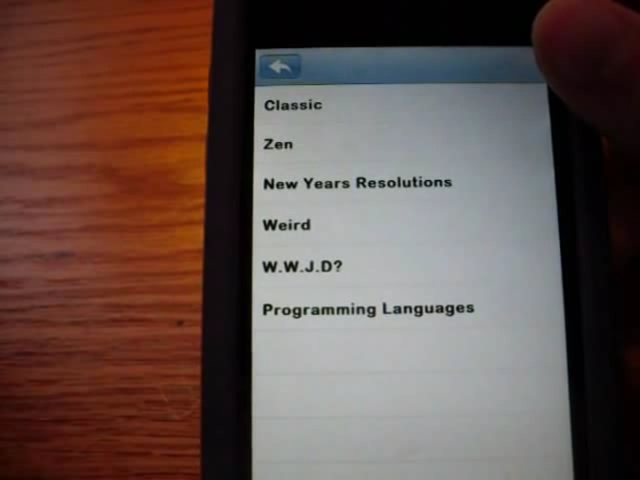 Classic
Zen
New Years Resolutions
Weird
W.W.J.D?
Programming Languages